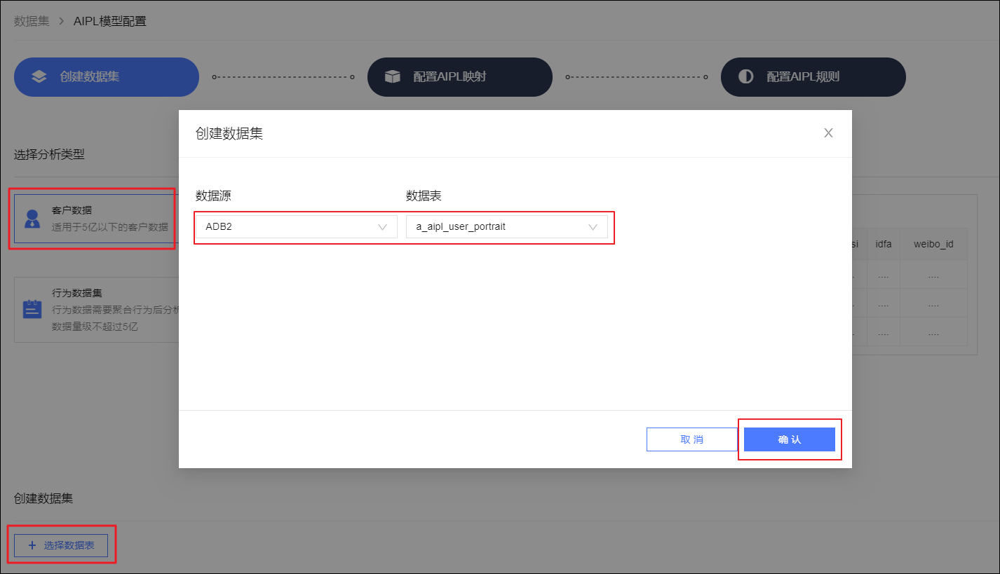 数据集 > AIPL模型配置
创建数据集
配置AIPL映射
配置AIPL规则
选择分析类型
客户数据
适用于5亿以下的客户数据
行为数据集
行为数据需要聚合行为后分析
数据量级不超过5亿
创建数据集
X
数据源
数据表
ADB2
a_aipl_user_portrait
取 消
确 认
si idfa weibo_id
. .... ....
. .... ....
. .... ....
创建数据集
+ 选择数据表